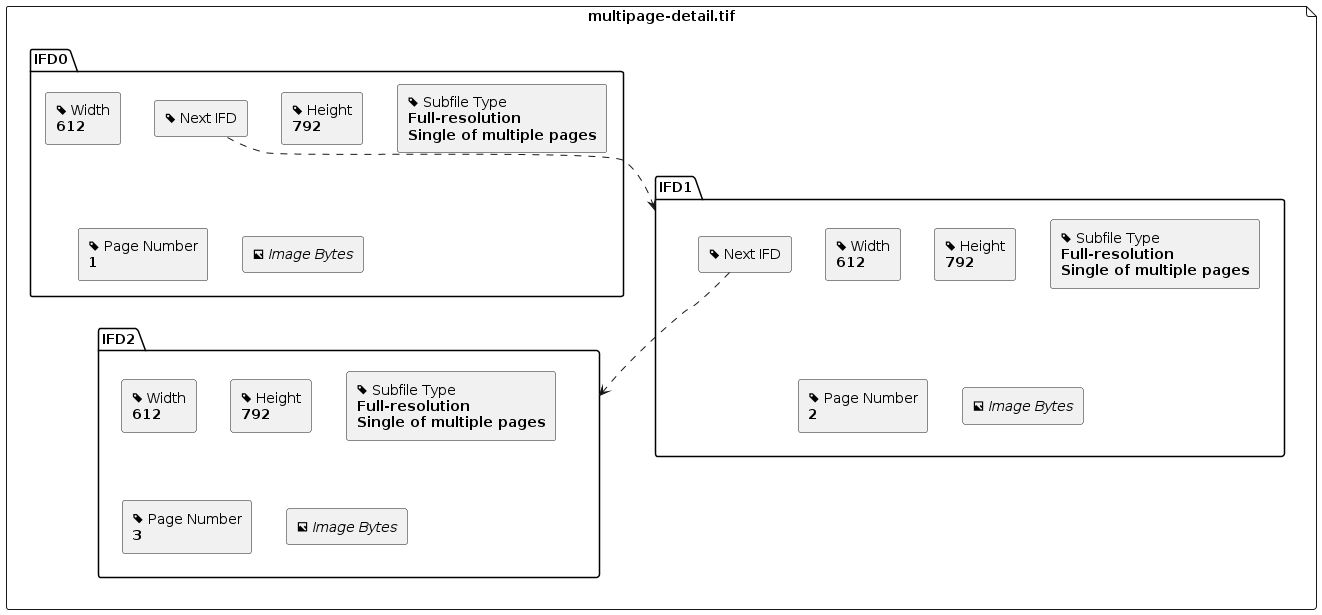 multipage-detail.tif
IFD0
Width
612
Next IFD
Height
792
Subfile Type
Full-resolution
Single of multiple pages
Page Number
1
Image Bytes
IFD1
Next IFD
Width
612
Height
792
Subfile Type
Full-resolution
Single of multiple pages
Page Number
2
Image Bytes
IFD2
Width
612
Height
792
Subfile Type
Full-resolution
Single of multiple pages
Page Number
3
Image Bytes